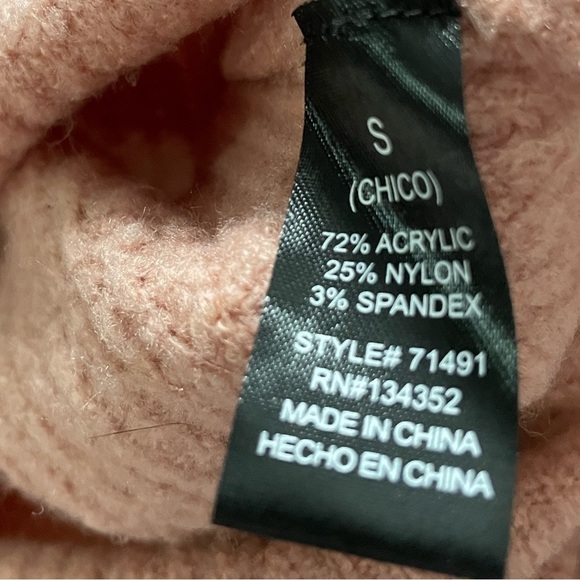 S
(CHICO)
72% ACRYLIC
25% NYLON
3% SPANDEX
STYLE# 71491
RN#134352
MADE IN CHINA
HECHO EN CHINA